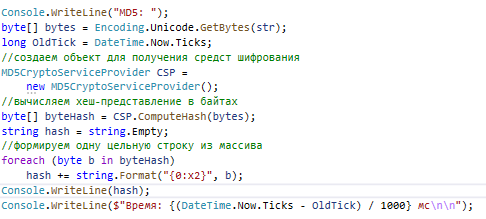 Console.WriteLine("MD5: ");
byte[] bytes = Encoding.Unicode.GetBytes(str);
long OldTick = DateTime.Now.Ticks;
//создаем объект для получения средст шифрования
MD5CryptoServiceProvider CSP =
new MD5CryptoServiceProvider();
//вычисляем хеш-представление в байтах
byte[] byteHash = CSP.ComputeHash(bytes);
string hash = string.Empty;
//формируем одну цельную строку из массива
foreach (byte b in byteHash)
hash += string.Format("{0:x2}", b);
Console.WriteLine(hash);
Console.WriteLine($"Время: {(DateTime.Now.Ticks - OldTick) / 1000} мс\n\n");